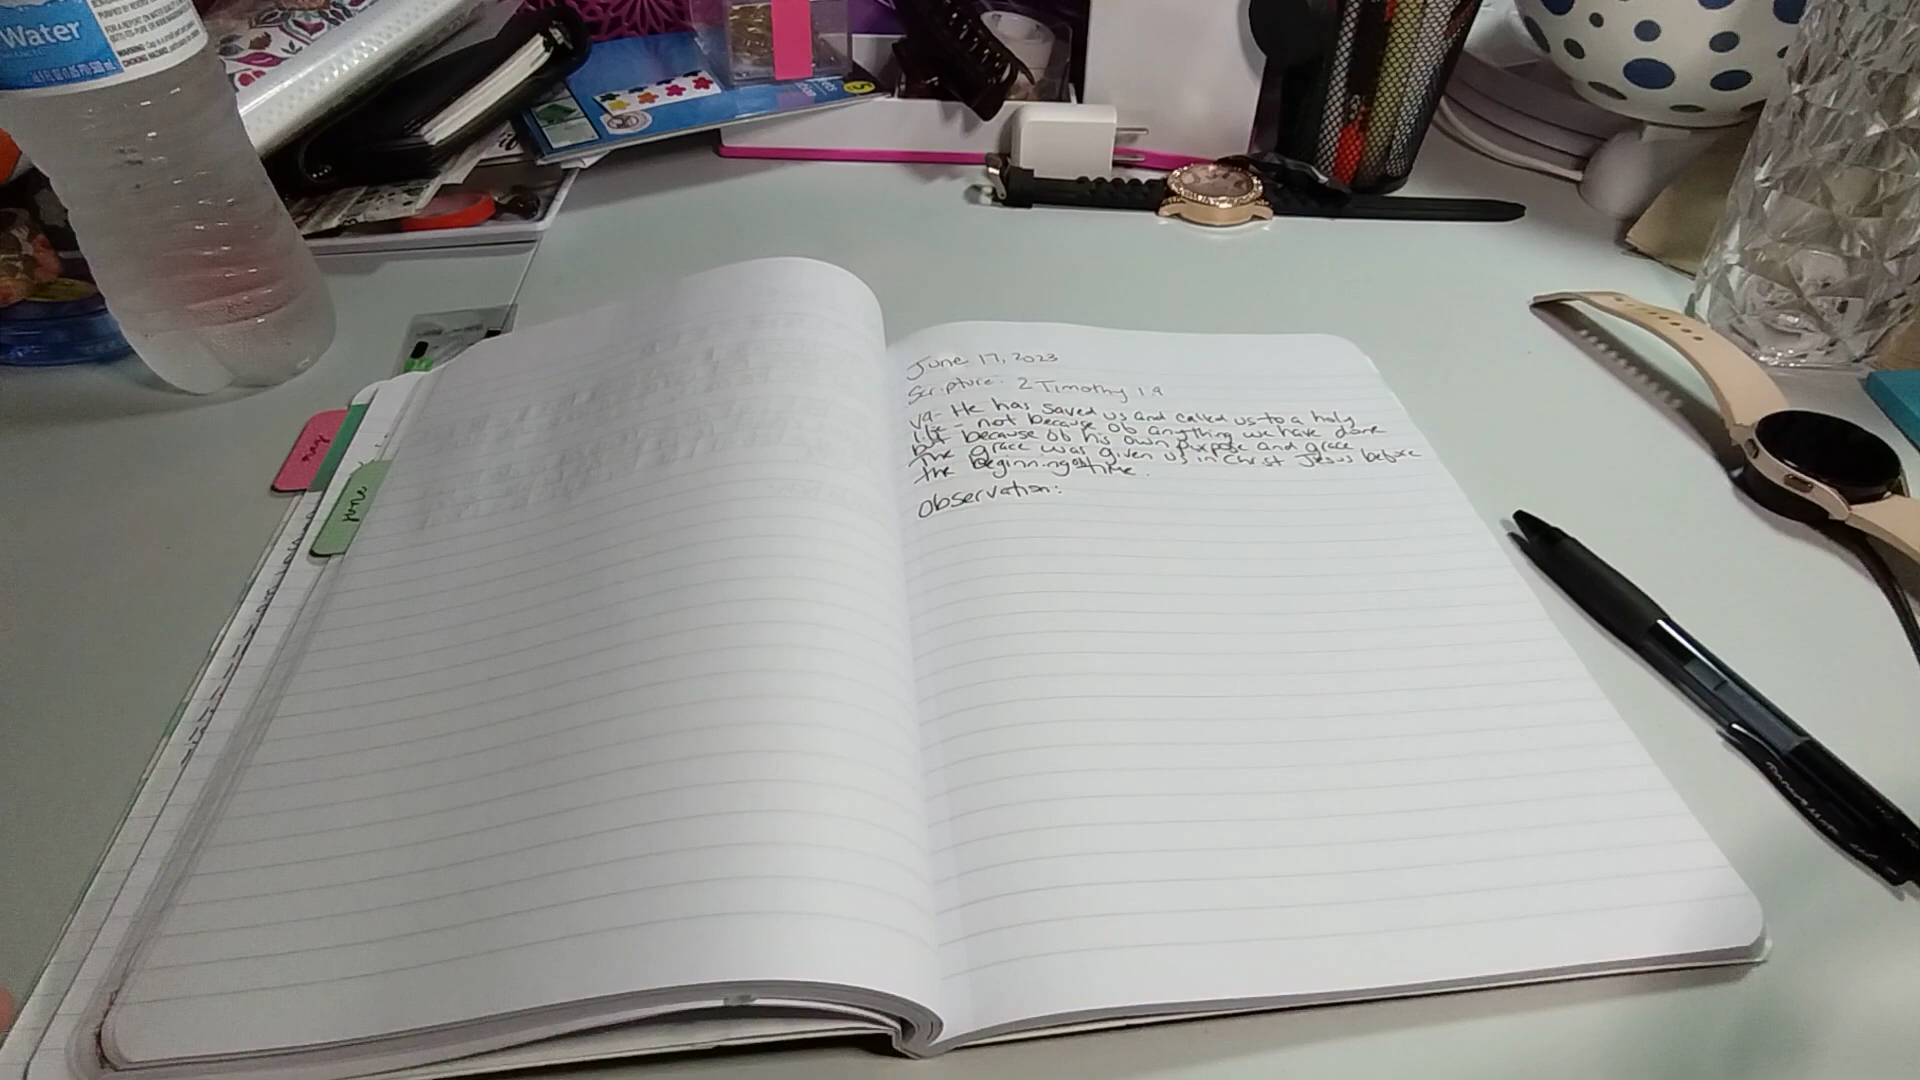 Water
May
June
June 17, 2023
Scripture: 2 Timothy 1:9
v9- He has saved us and called us to a holy
life - not because of anything we have done
but because of his own purpose and grace
The grace was given us in Christ Jesus before
the beginning of time.
Observation: